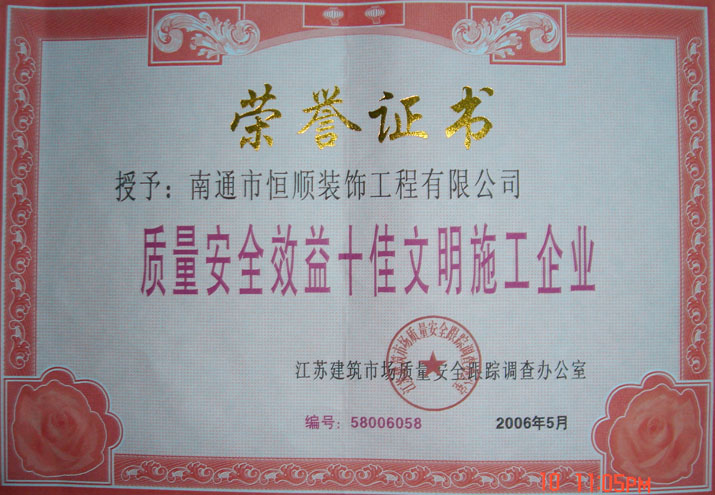 荣誉证书
授予：南通市恒顺装饰工程有限公司
质量安全效益十佳文明施工企业
江苏建筑市场质量安全跟踪调查办公室
编号：58006058 2006年5月
10 11:05PM